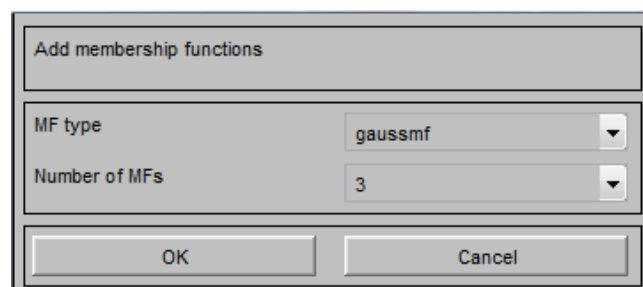 Add membership functions
MF type
gaussmf
Number of MFs
3
OK
Cancel